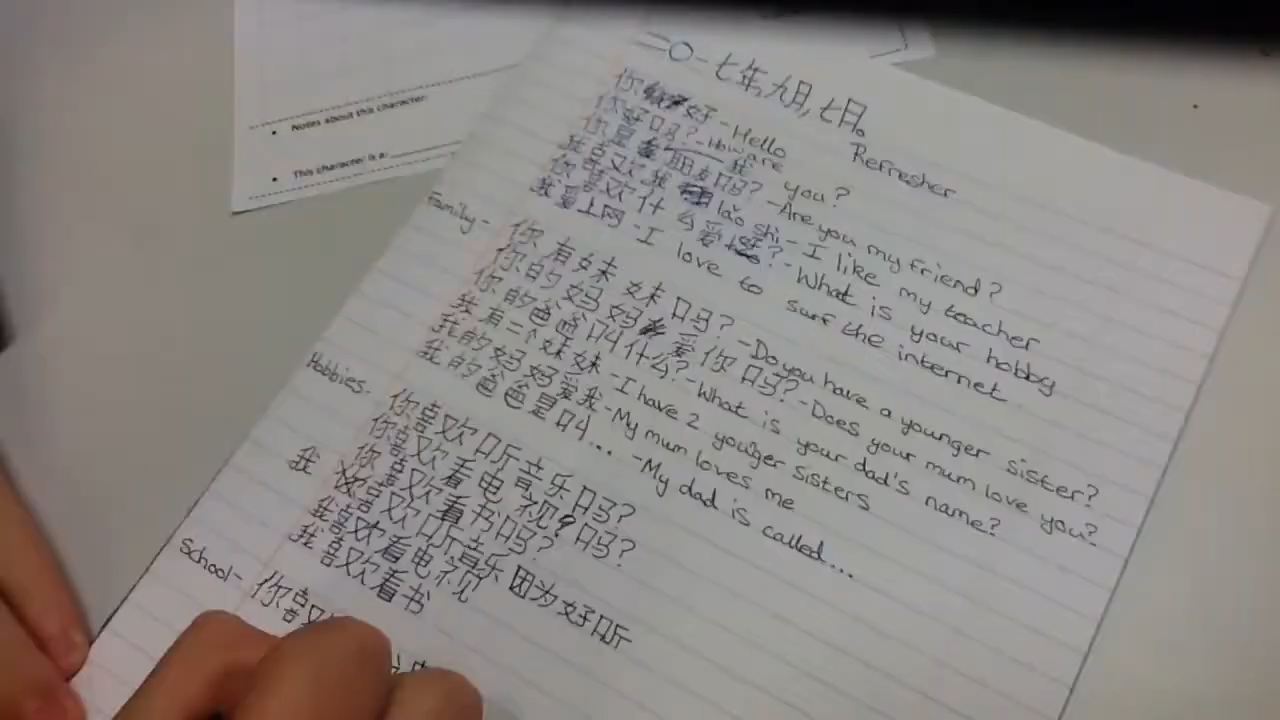 Notes about this character:
This character is a:
二〇一七年,九月,七日。
Refresher
你好 - Hello
你好吗? - How are you?
你是我朋友吗? - Are you my friend?
我喜欢我 lǎo shī - I like my teacher
你喜欢什么爱好? - What is your hobby
我爱上网 - I love to surf the internet
Family -
你有妹妹吗? - Do you have a younger sister?
你的妈妈爱你吗? - Does your mum love you?
你的爸爸叫什么? - What is your dad's name?
我有二个妹妹 - I have 2 younger sisters
我的妈妈爱我 - My mum loves me
我的爸爸是叫... - My dad is called...
Hobbies -
你喜欢听音乐吗?
你喜欢看电视吗?
你喜欢看书吗?
我喜欢听音乐因为好听
我喜欢看电视
我喜欢看书
School -
你喜